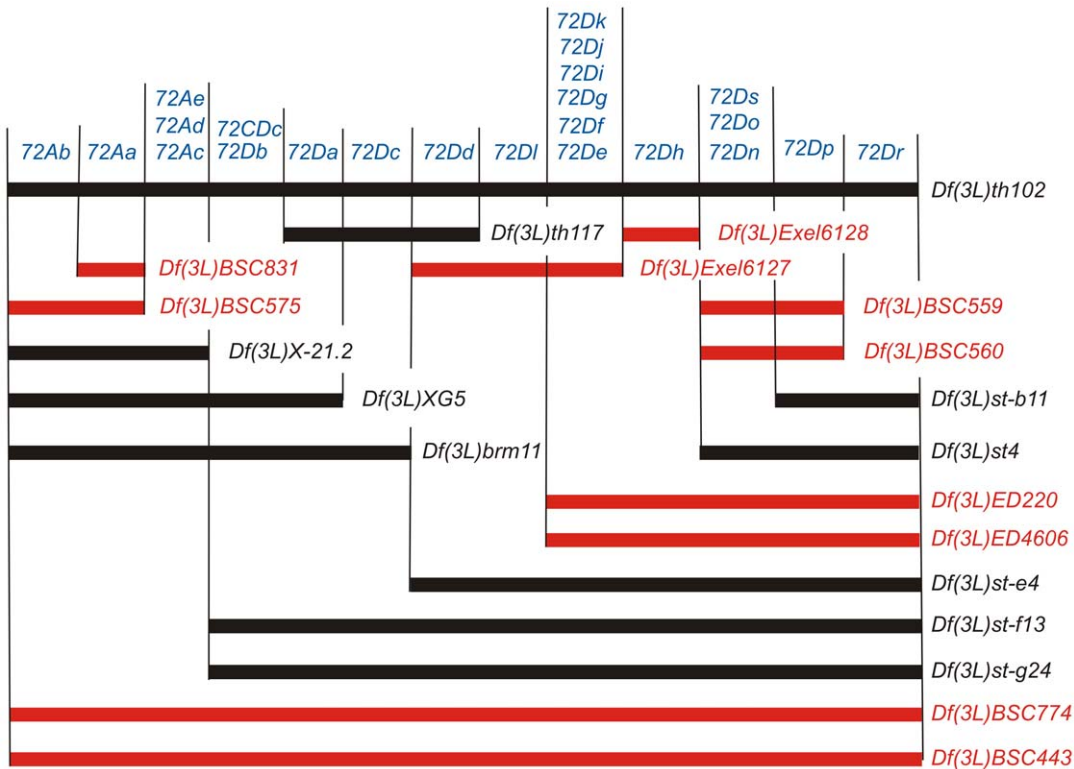 72Dk
72Dj
72Di
72Ae 72Dg 72Ds
72Ad 72CDc 72Df 72Do
72Ab 72Aa 72Ac 72Db 72Da 72Dc 72Dd 72Dl 72De 72Dh 72Dn 72Dp 72Dr
Df(3L)th102
Df(3L)th117 Df(3L)Exel6128
Df(3L)BSC831 Df(3L)Exel6127
Df(3L)BSC575 Df(3L)BSC559
Df(3L)X-21.2 Df(3L)BSC560
Df(3L)XG5 Df(3L)st-b11
Df(3L)brm11 Df(3L)st4
Df(3L)ED220
Df(3L)ED4606
Df(3L)st-e4
Df(3L)st-f13
Df(3L)st-g24
Df(3L)BSC774
Df(3L)BSC443